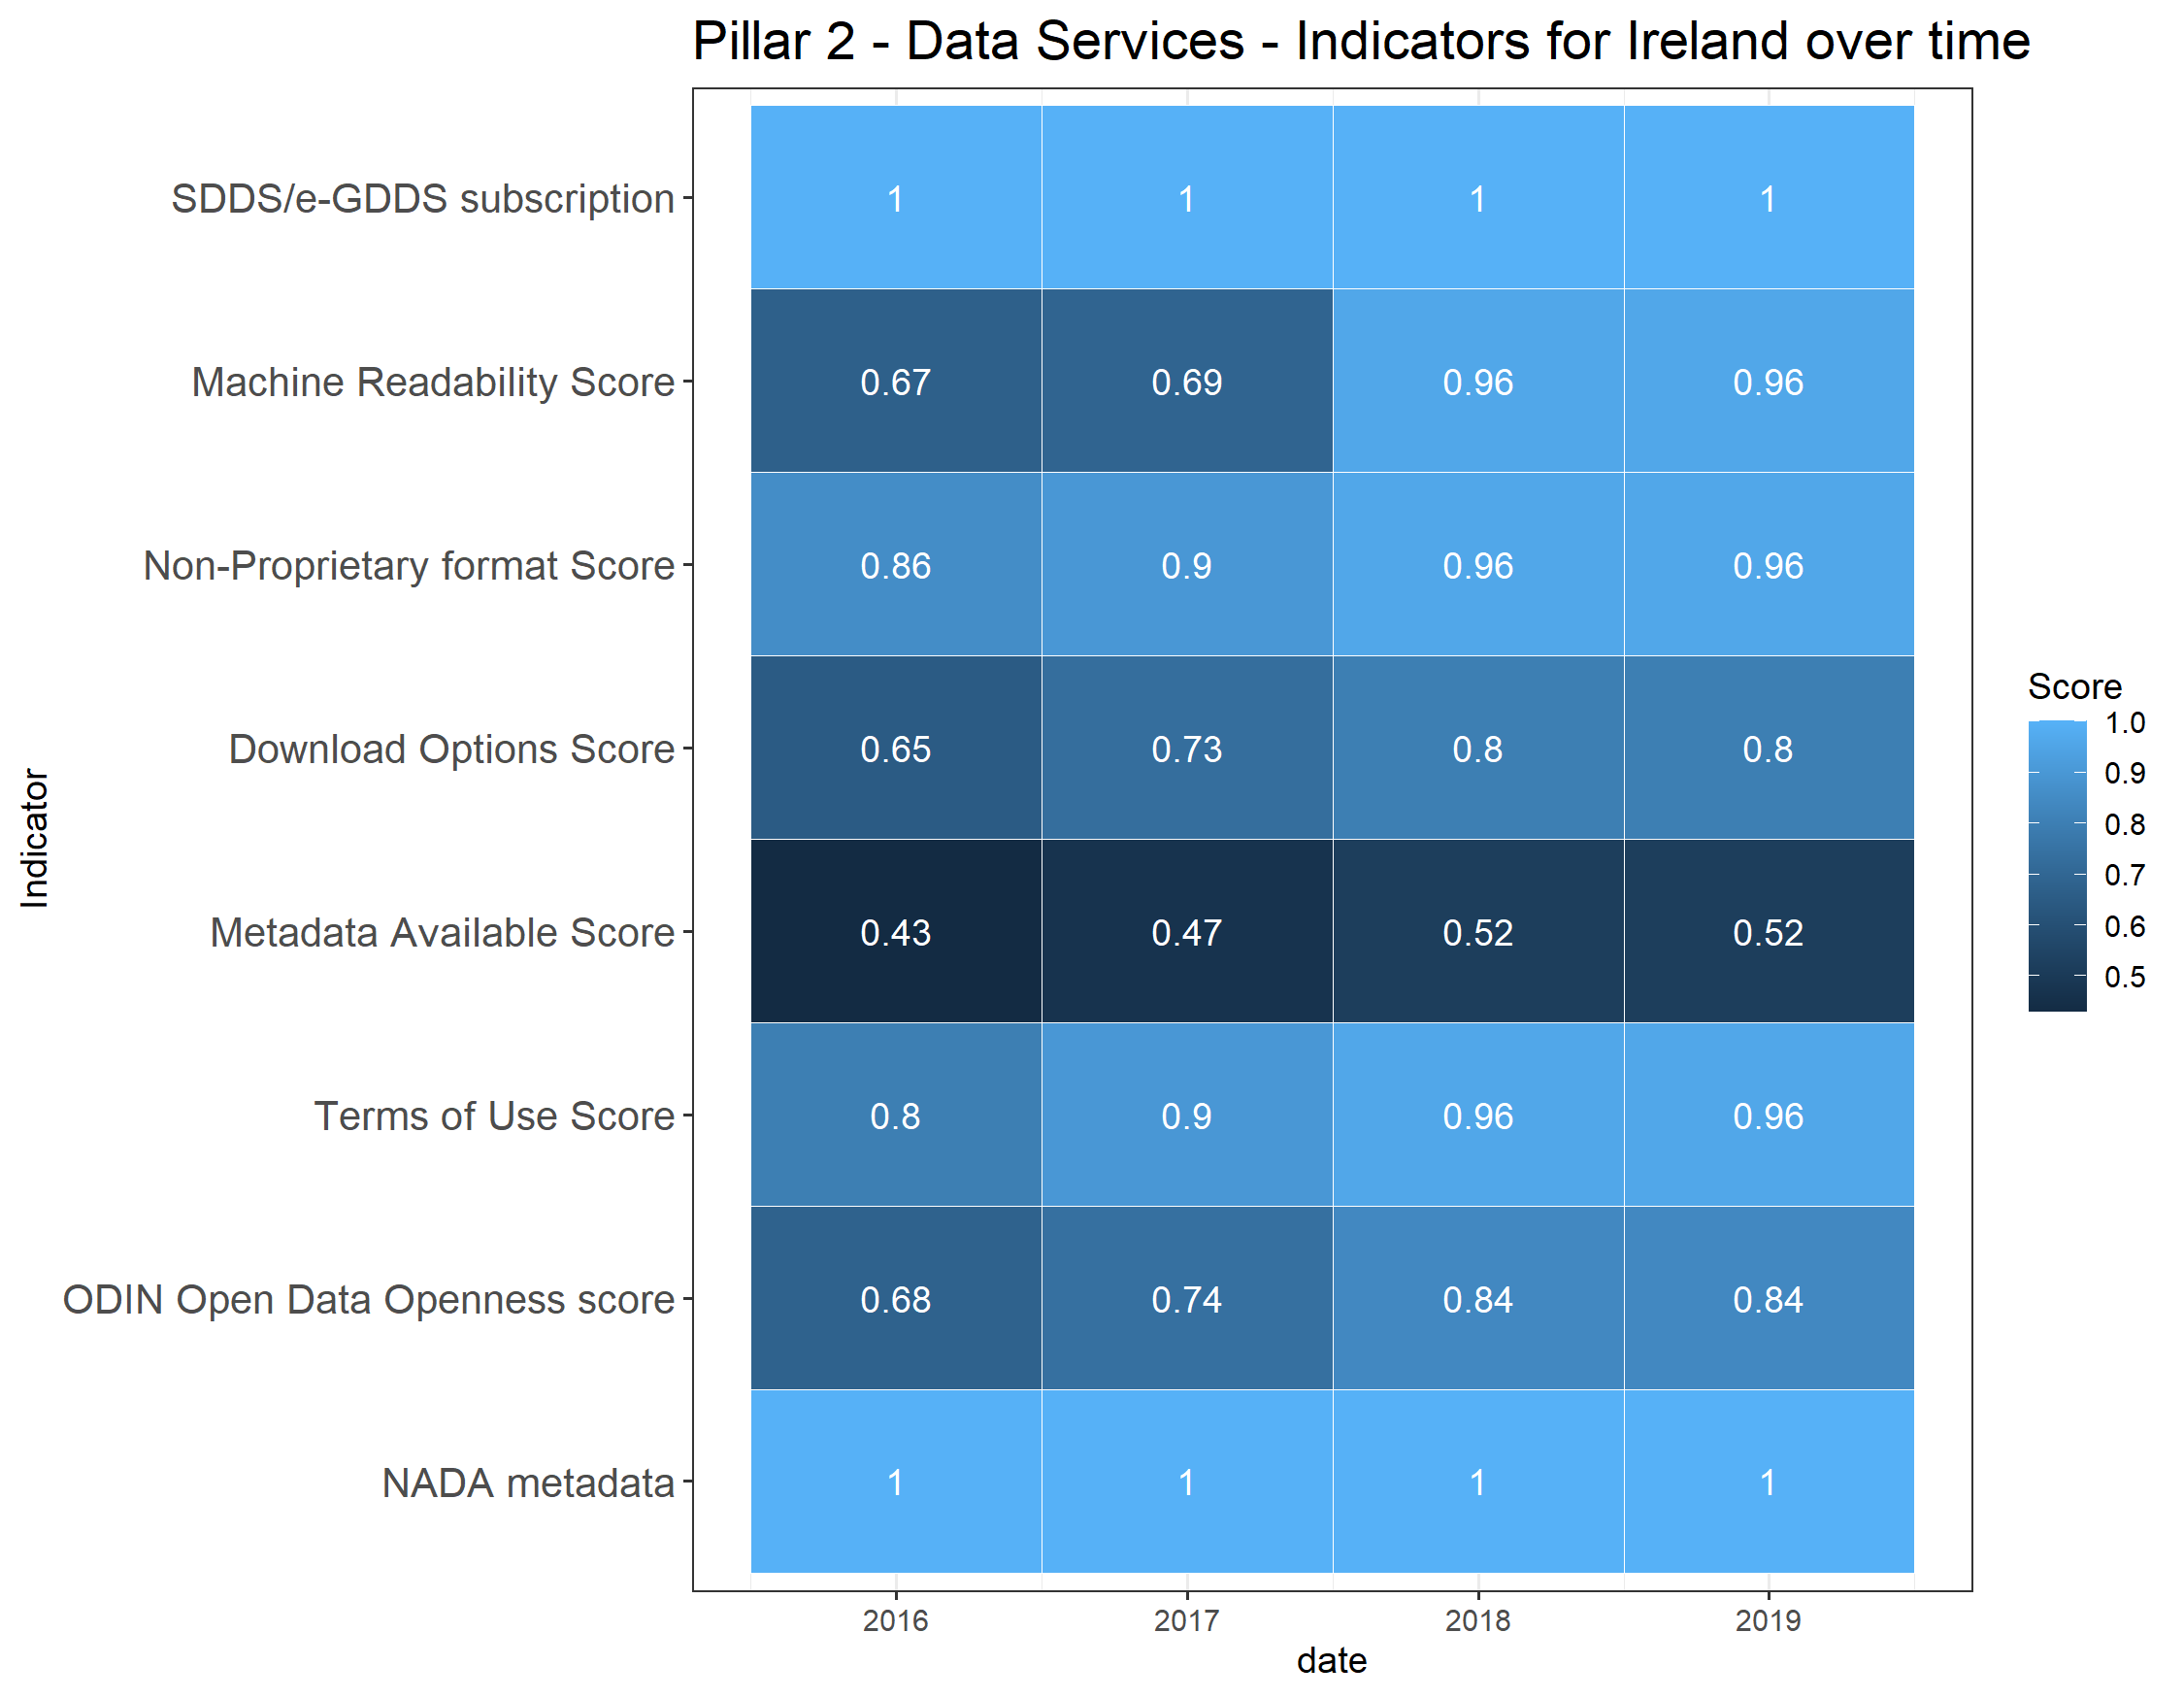 Pillar 2 - Data Services - Indicators for Ireland over time
SDDS/e-GDDS subscription 1 1 1 1
Machine Readability Score 0.67 0.69 0.96 0.96
Non-Proprietary format Score 0.86 0.9 0.96 0.96
Download Options Score 0.65 0.73 0.8 0.8
Metadata Available Score 0.43 0.47 0.52 0.52
Terms of Use Score 0.8 0.9 0.96 0.96
ODIN Open Data Openness score 0.68 0.74 0.84 0.84
NADA metadata 1 1 1 1
2016 2017 2018 2019
date
Indicator
Score
1.0
0.9
0.8
0.7
0.6
0.5